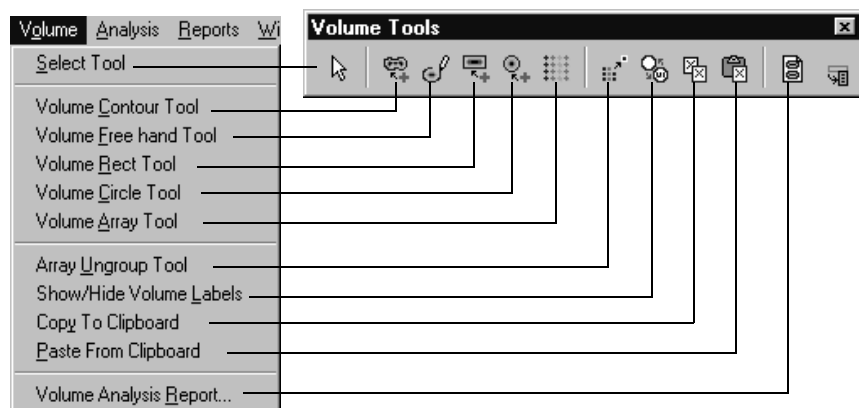 Volume Analysis Reports Wi
Select Tool
Volume Contour Tool
Volume Free hand Tool
Volume Rect Tool
Volume Circle Tool
Volume Array Tool
Array Ungroup Tool
Show/Hide Volume Labels
Copy To Clipboard
Paste From Clipboard
Volume Analysis Report...
Volume Tools